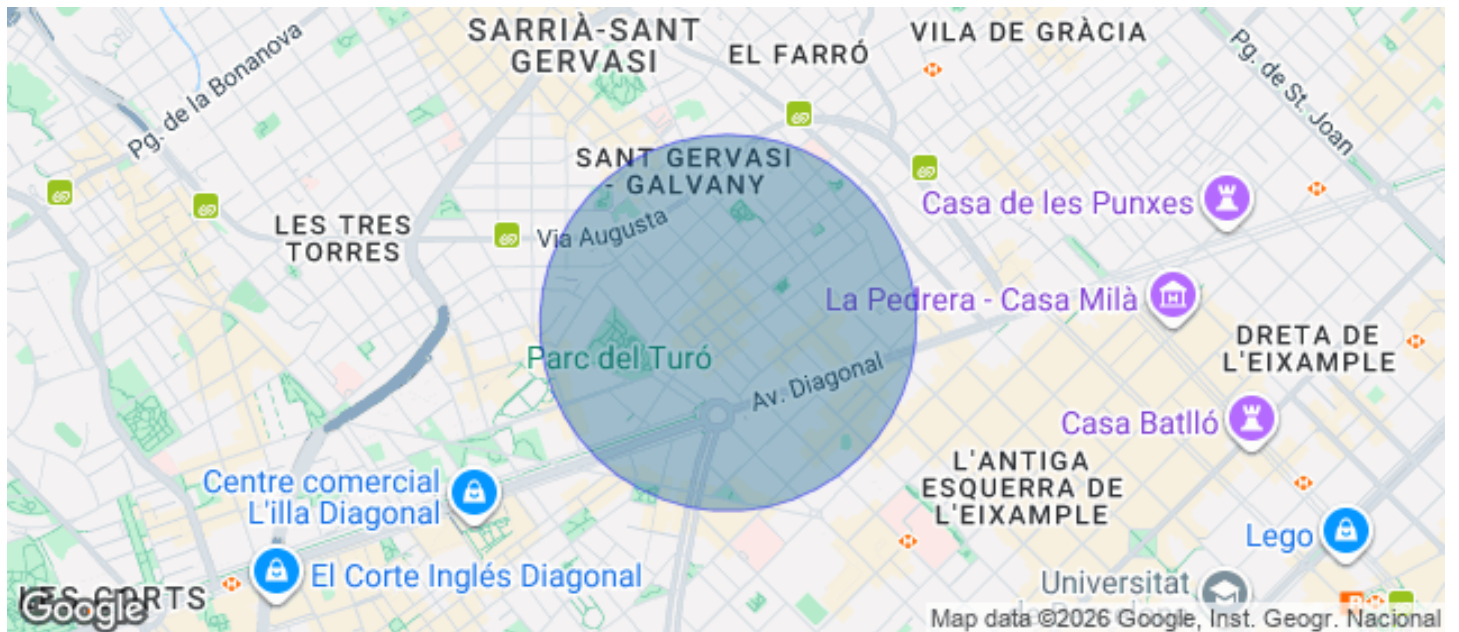 SARRIÀ-SANT
GERVASI
EL FARRÓ
VILA DE GRÀCIA
Pg. de la Bonanova
Pg. de St. Joan
SANT GERVASI
- GALVANY
LES TRES
TORRES
Via Augusta
Casa de les Punxes
La Pedrera - Casa Milà
DRETA DE
L'EIXAMPLE
Parc del Turó
Av. Diagonal
Casa Batlló
L'ANTIGA
ESQUERRA DE
L'EIXAMPLE
Centre comercial
L'illa Diagonal
Lego
El Corte Inglés Diagonal
Universitat
LES CORTS
Google
Map data ©2026 Google, Inst. Geogr. Nacional